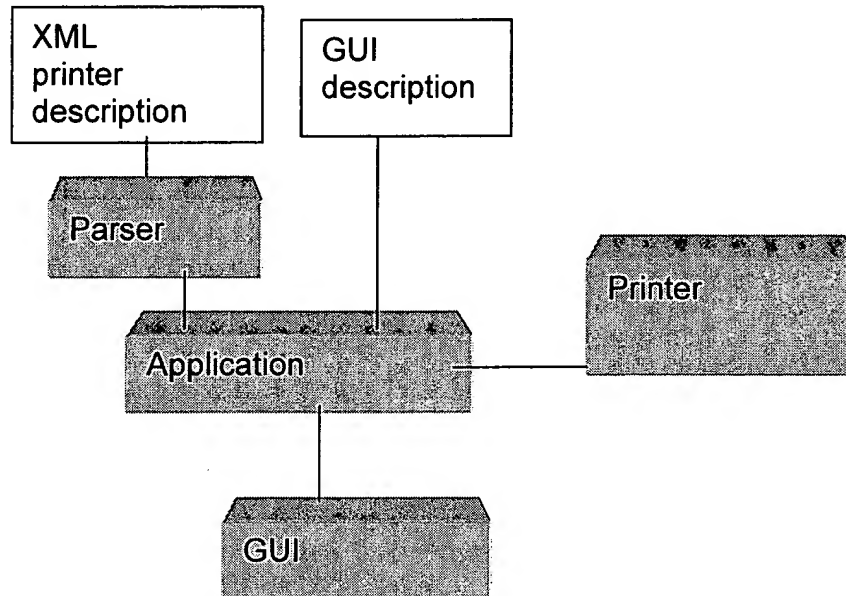 XML
printer
description
GUI
description
Parser
Printer
Application
GUI